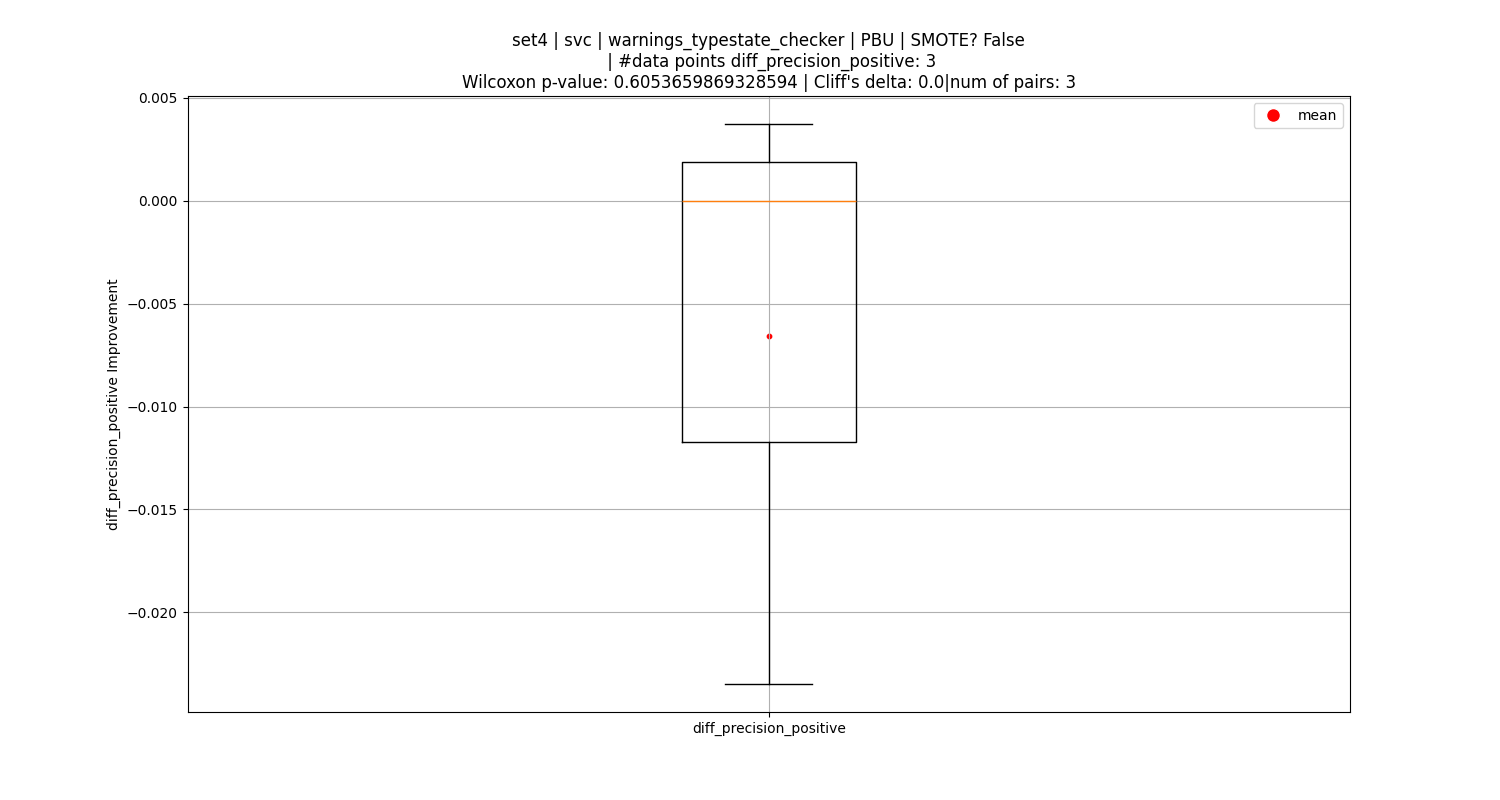 set4 | svc | warnings_typestate_checker | PBU | SMOTE? False
| #data points diff_precision_positive: 3
Wilcoxon p-value: 0.6053659869328594 | Cliff's delta: 0.0|num of pairs: 3
mean
0.005
0.000
−0.005
−0.010
−0.015
−0.020
diff_precision_positive Improvement
diff_precision_positive